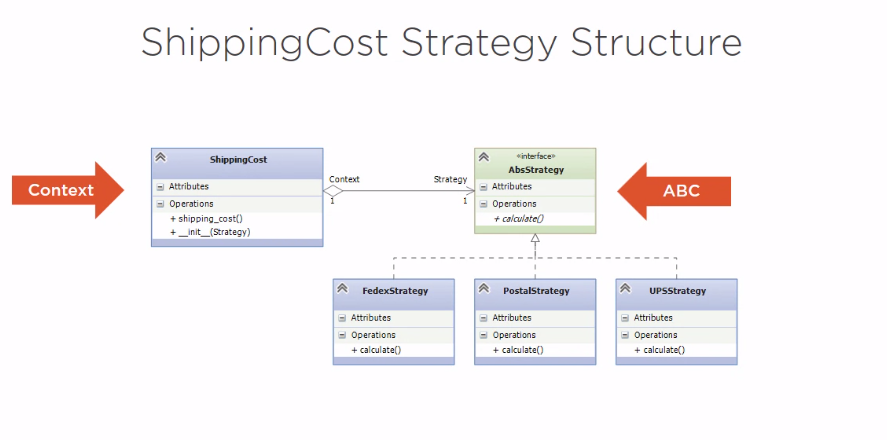 ShippingCost Strategy Structure
Context
ShippingCost
Attributes
Operations
+ shipping_cost()
+ __init__(Strategy)
Context
1
Strategy
1
«interface»
AbsStrategy
Attributes
Operations
+ calculate()
ABC
FedexStrategy
Attributes
Operations
+ calculate()
PostalStrategy
Attributes
Operations
+ calculate()
UPSStrategy
Attributes
Operations
+ calculate()